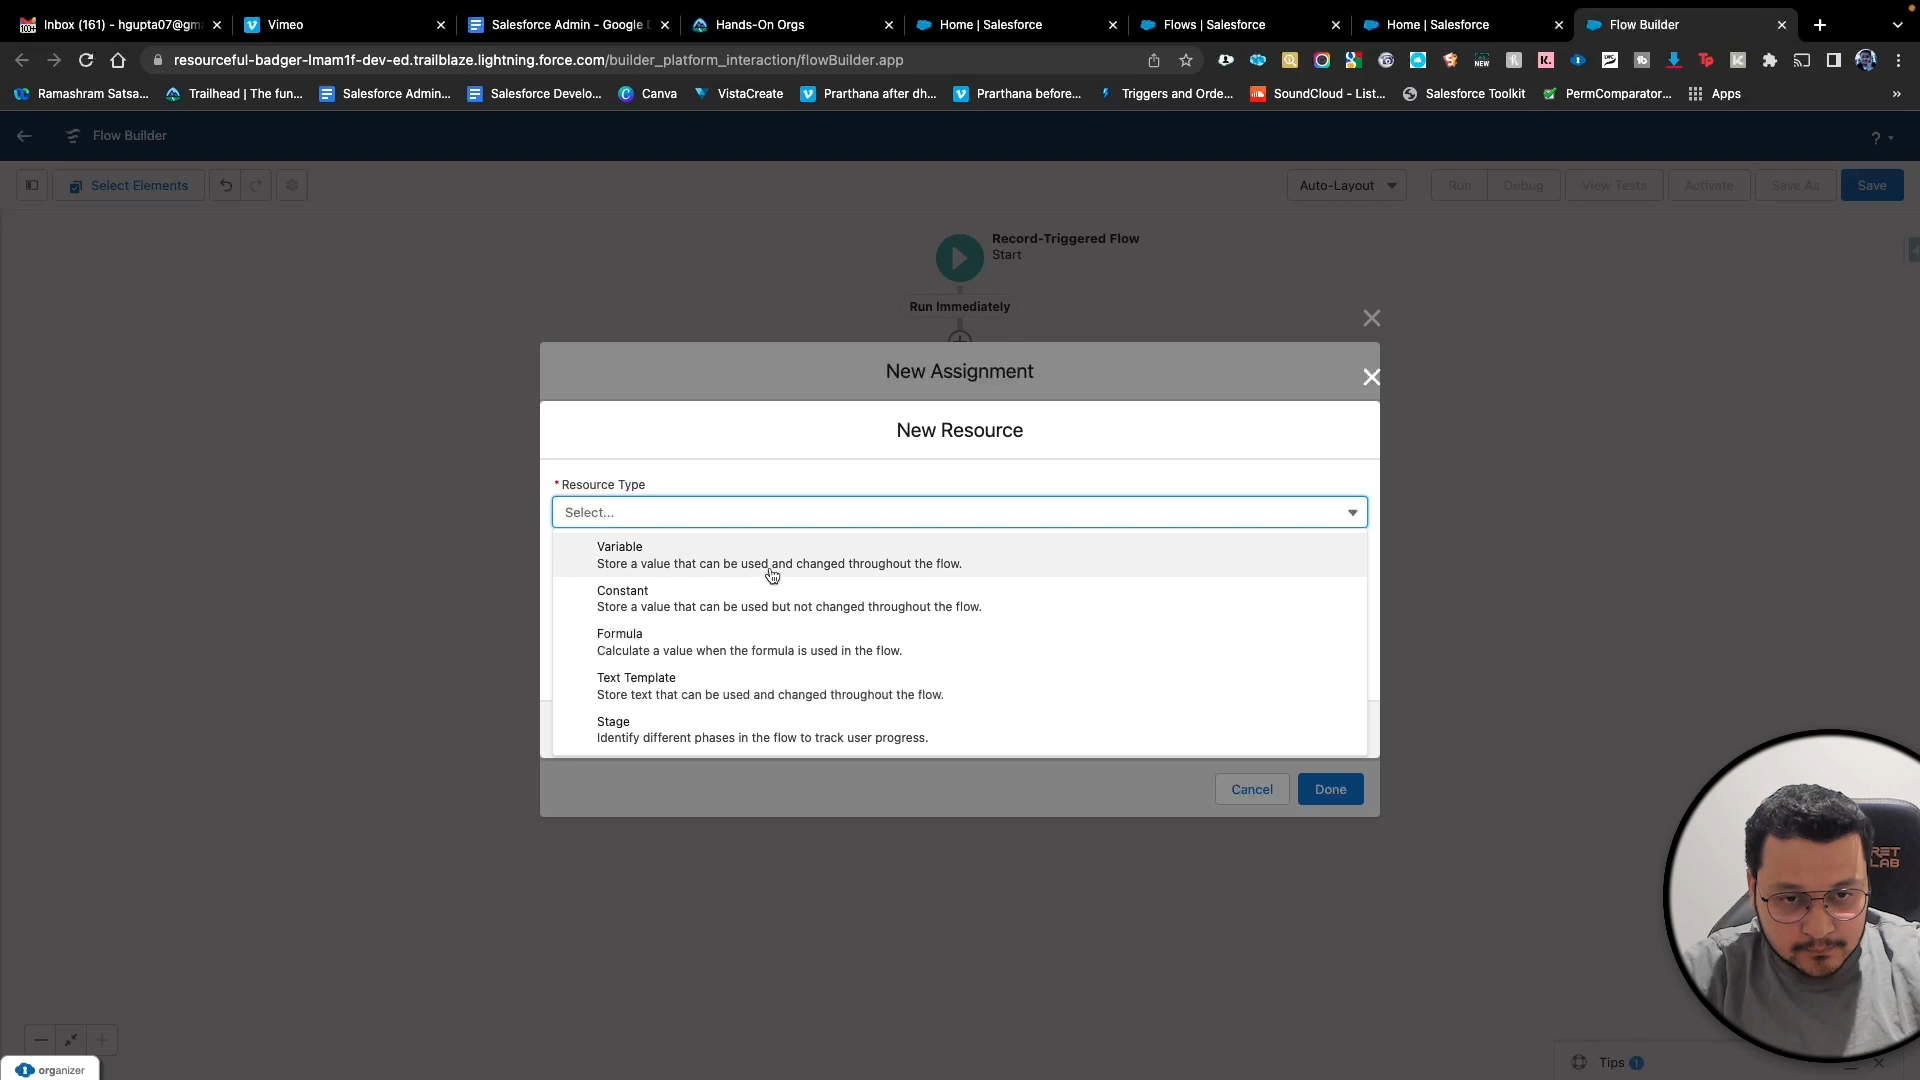 Inbox (161) - hgupta07@gm
Vimeo
Salesforce Admin - Google D
Hands-On Orgs
Home | Salesforce
Flows | Salesforce
Home | Salesforce
Flow Builder
resourceful-badger-lmam1f-dev-ed.trailblaze.lightning.force.com/builder_platform_interaction/flowBuilder.app
Ramashram Satsa...
Trailhead | The fun...
Salesforce Admin...
Salesforce Develo...
Canva
VistaCreate
Prarthana after dh...
Prarthana before...
Triggers and Orde...
SoundCloud - List...
Salesforce Toolkit
PermComparator...
Apps
»
Flow Builder
?
Select Elements
Auto-Layout
Run
Debug
View Tests
Activate
Save As
Save
Record-Triggered Flow
Start
Run Immediately
New Assignment
New Resource
* Resource Type
Select...
Variable
Store a value that can be used and changed throughout the flow.
Constant
Store a value that can be used but not changed throughout the flow.
Formula
Calculate a value when the formula is used in the flow.
Text Template
Store text that can be used and changed throughout the flow.
Stage
Identify different phases in the flow to track user progress.
Cancel
Done
RET
LAB
Tips 1
organizer